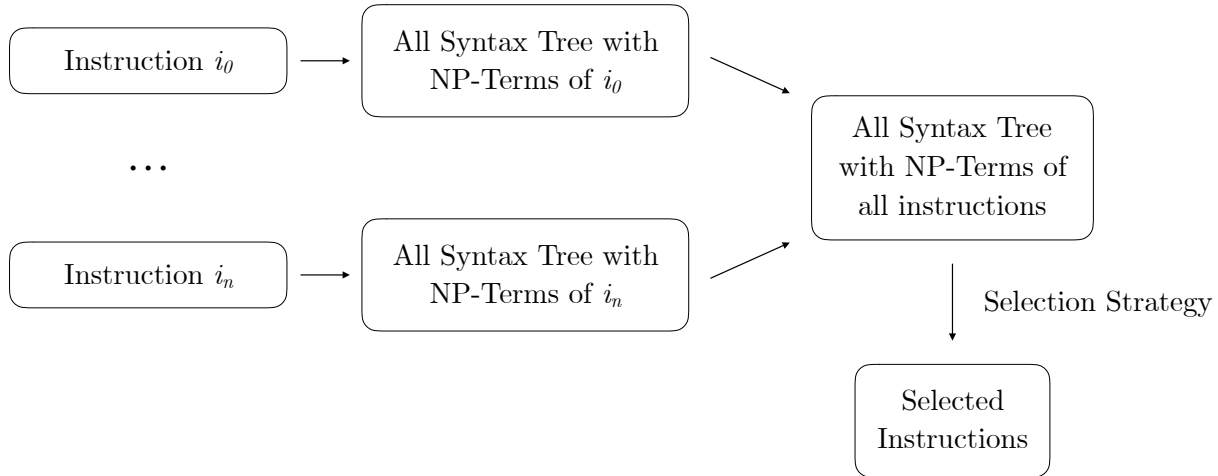 Instruction i₀
All Syntax Tree with
NP-Terms of i₀
...
All Syntax Tree
with NP-Terms of
all instructions
Instruction iₙ
All Syntax Tree with
NP-Terms of iₙ
Selection Strategy
Selected
Instructions